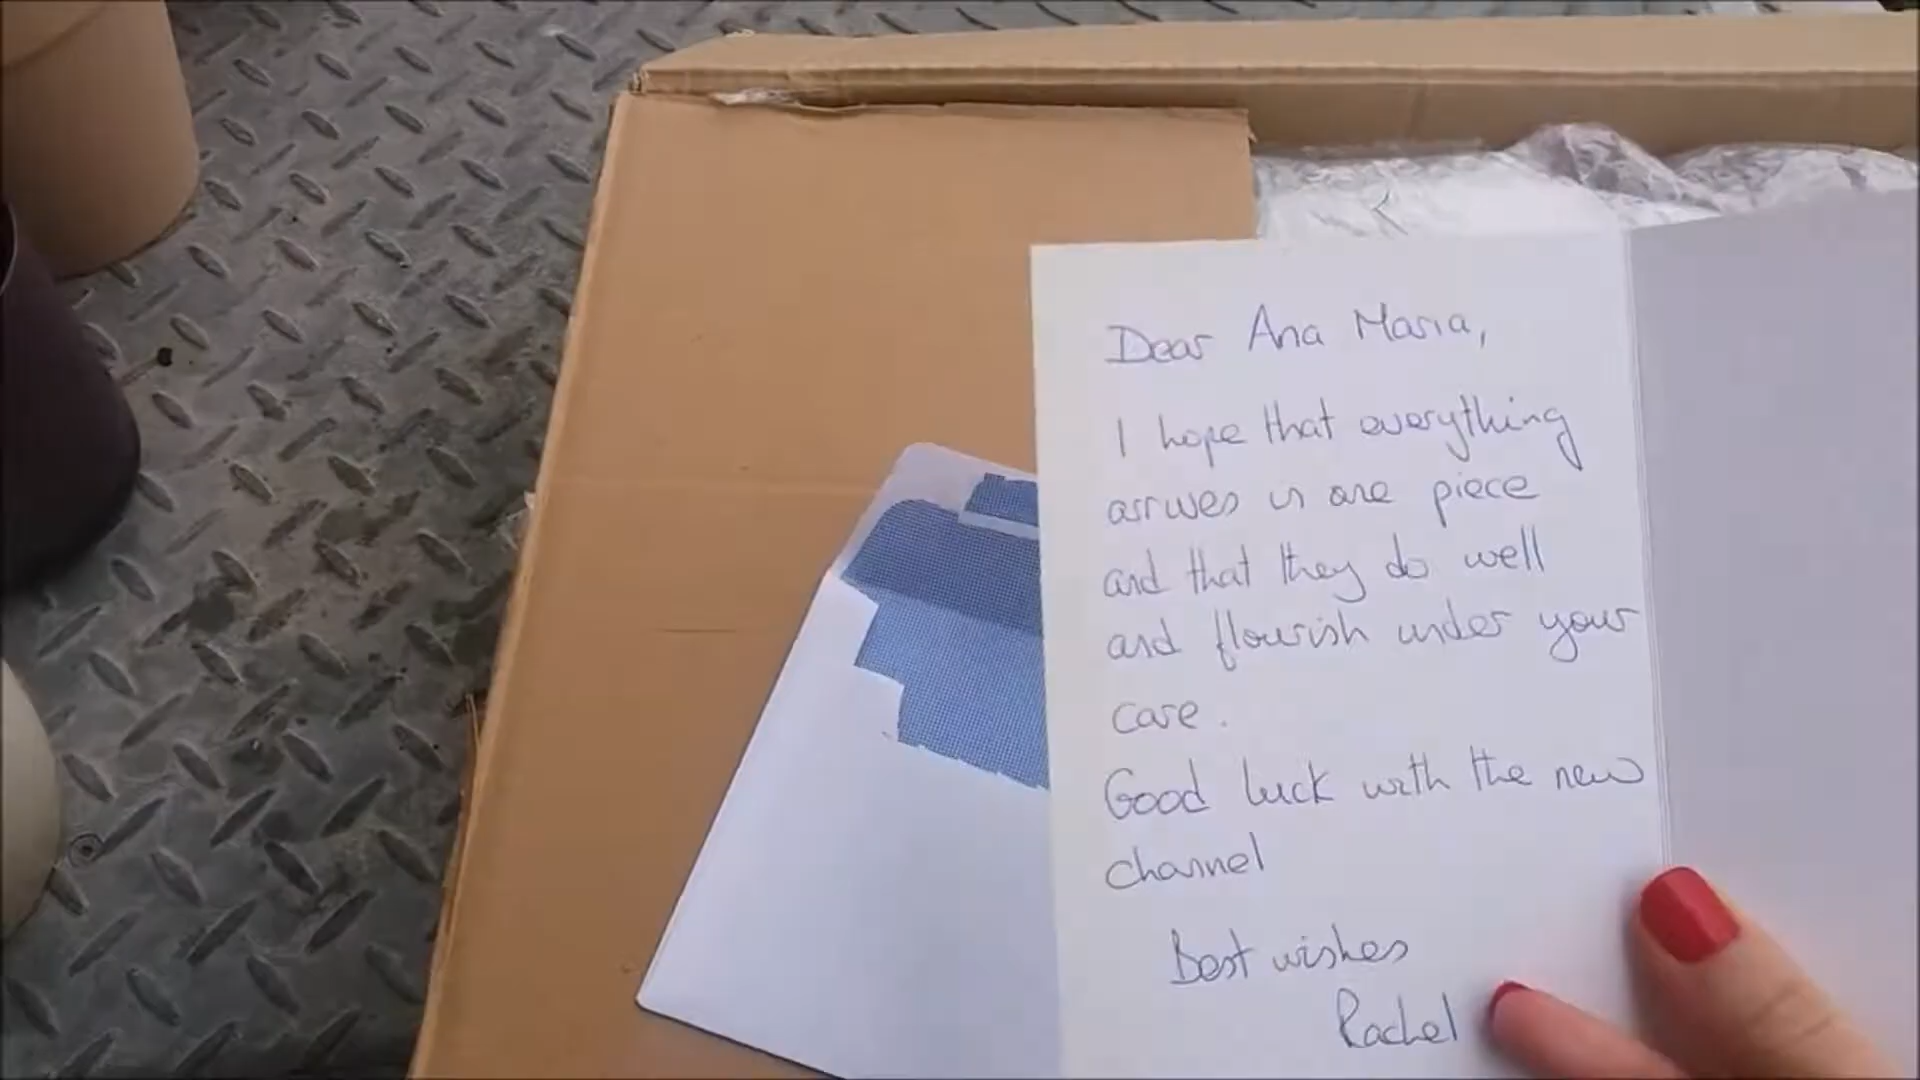 Dear Ana Maria,
I hope that everything
arrives in one piece
and that they do well
and flourish under your
care.
Good luck with the new
channel
Best wishes
Rachel